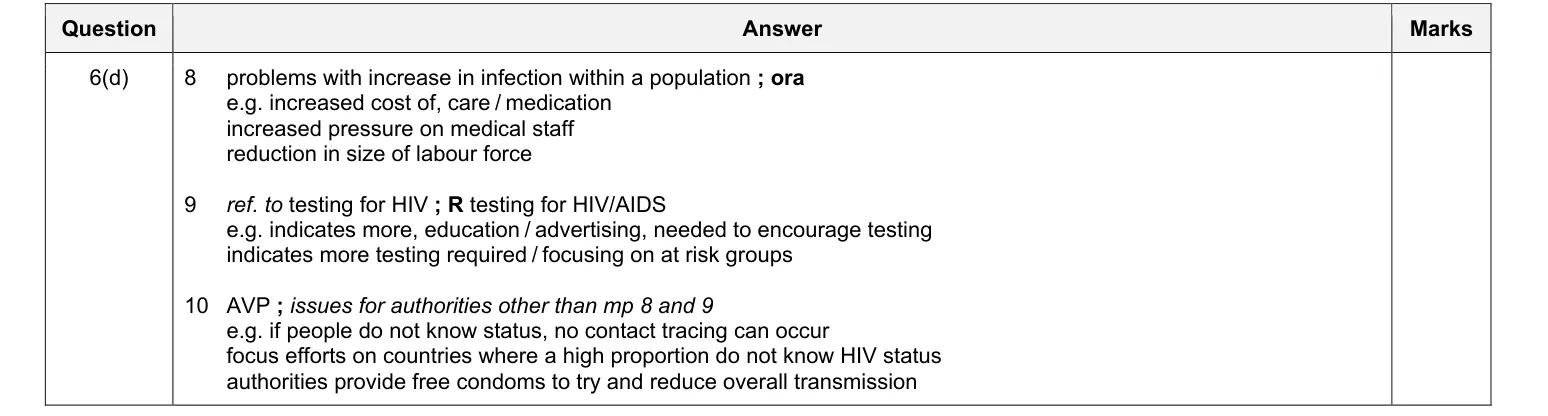 Question Answer Marks
6(d) 8 problems with increase in infection within a population ; ora
e.g. increased cost of, care / medication
increased pressure on medical staff
reduction in size of labour force
9 ref. to testing for HIV ; R testing for HIV/AIDS
e.g. indicates more, education / advertising, needed to encourage testing
indicates more testing required / focusing on at risk groups
10 AVP ; issues for authorities other than mp 8 and 9
e.g. if people do not know status, no contact tracing can occur
focus efforts on countries where a high proportion do not know HIV status
authorities provide free condoms to try and reduce overall transmission